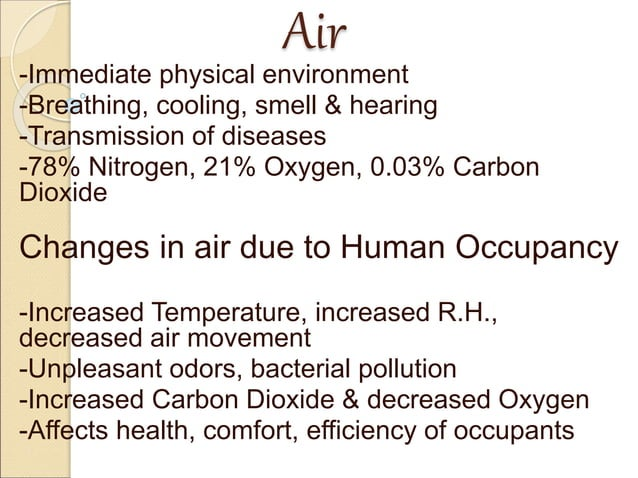 Air
-Immediate physical environment
-Breathing, cooling, smell & hearing
-Transmission of diseases
-78% Nitrogen, 21% Oxygen, 0.03% Carbon
Dioxide
Changes in air due to Human Occupancy
-Increased Temperature, increased R.H.,
decreased air movement
-Unpleasant odors, bacterial pollution
-Increased Carbon Dioxide & decreased Oxygen
-Affects health, comfort, efficiency of occupants